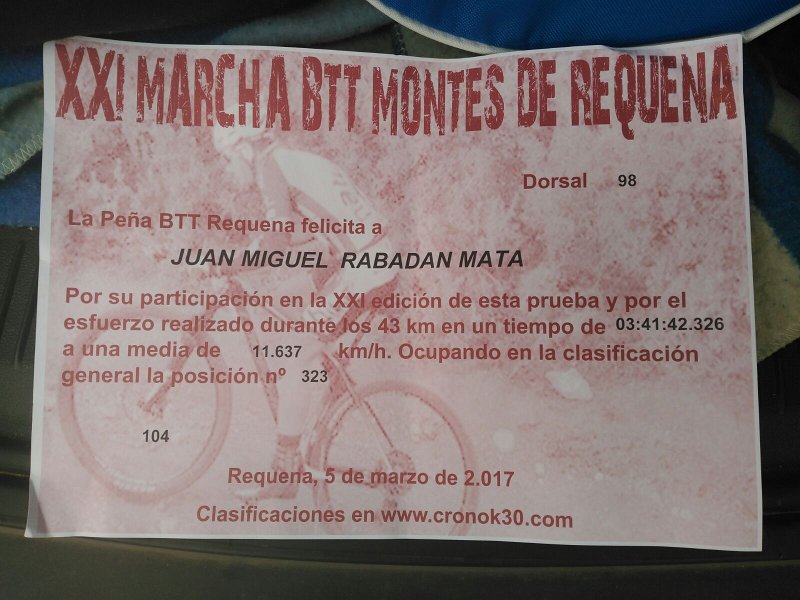 XXI MARCHA BTT MONTES DE REQUENA
Dorsal 98
La Peña BTT Requena felicita a
JUAN MIGUEL RABADAN MATA
Por su participación en la XXI edición de esta prueba y por el
esfuerzo realizado durante los 43 km en un tiempo de 03:41:42.326
a una media de 11.637 km/h. Ocupando en la clasificación
general la posición nº 323
104
Requena, 5 de marzo de 2.017
Clasificaciones en www.cronok30.com